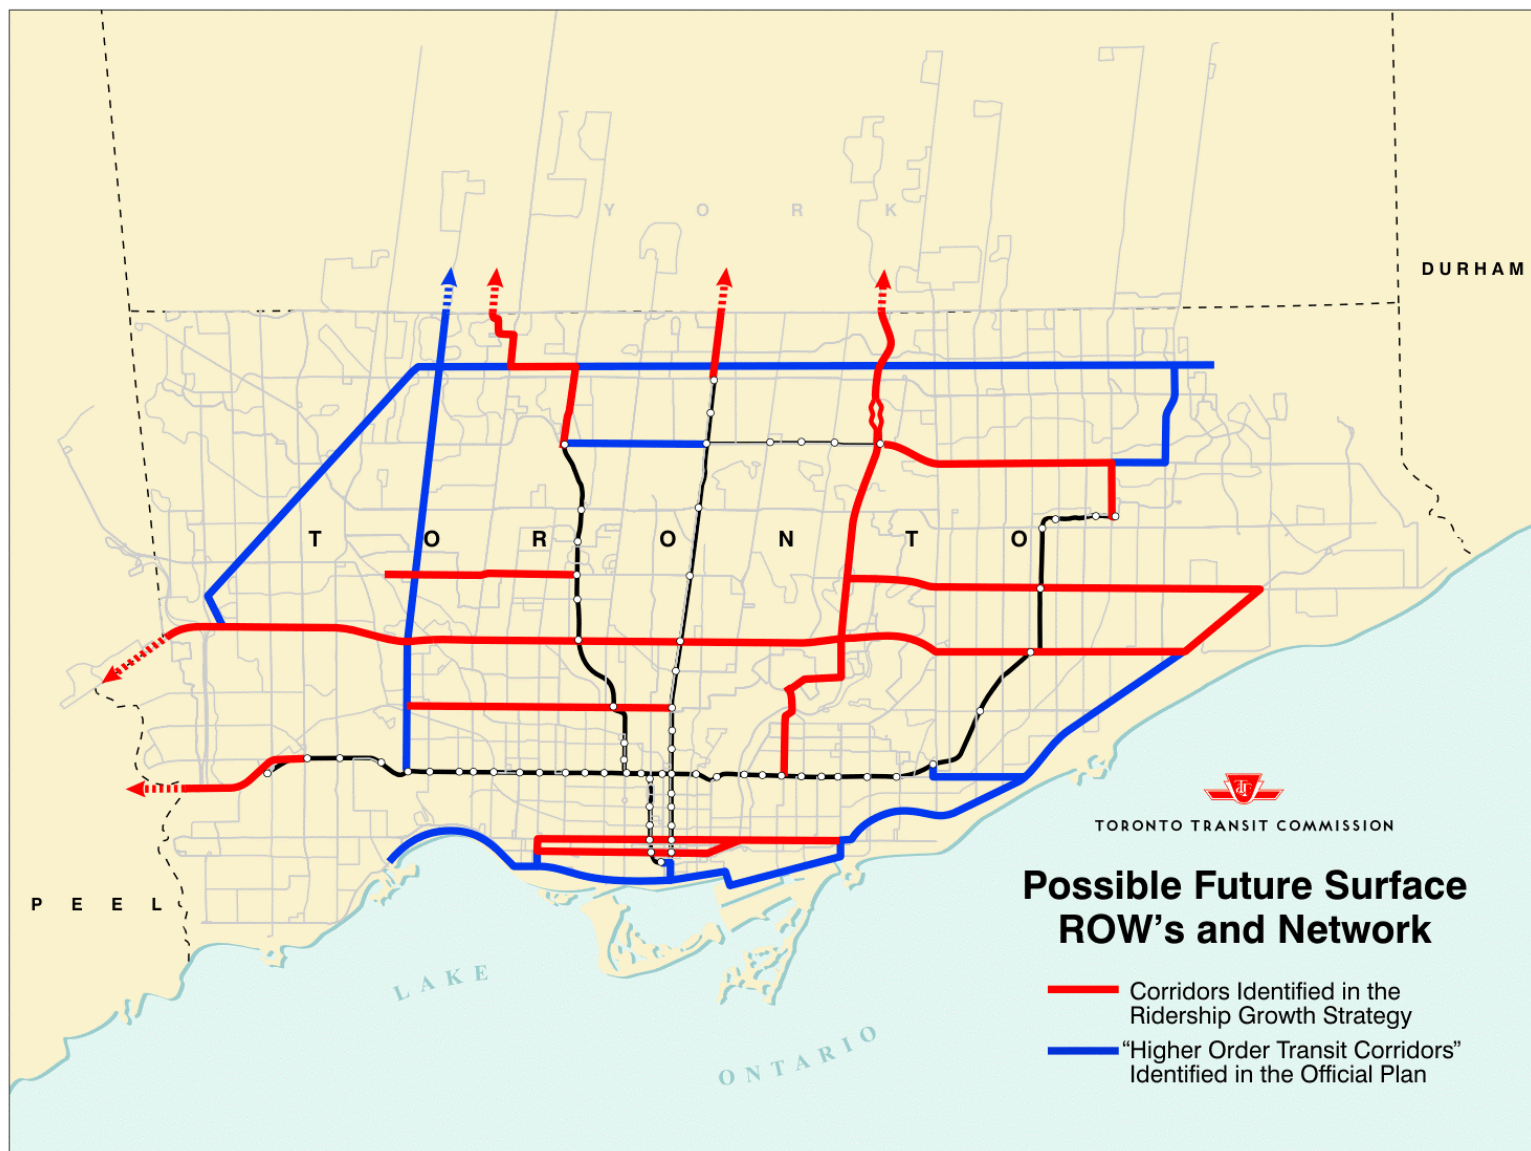 Y O R K
DURHAM
T O R O N T O
TORONTO TRANSIT COMMISSION
Possible Future Surface
ROW's and Network
PEEL
LAKE
Corridors Identified in the
Ridership Growth Strategy
ONTARIO
“Higher Order Transit Corridors”
Identified in the Official Plan